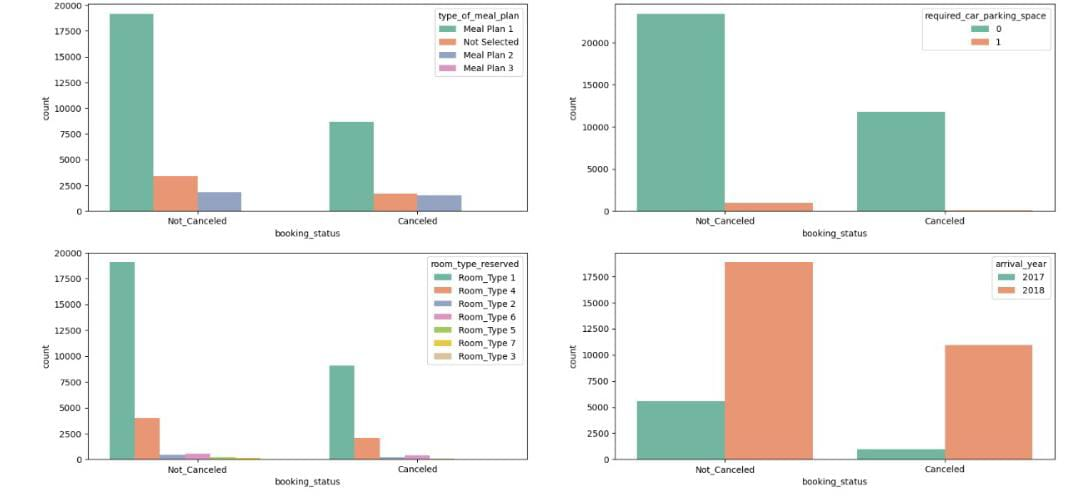 20000
17500
15000
12500
10000
7500
5000
2500
0
count
type_of_meal_plan
Meal Plan 1
Not Selected
Meal Plan 2
Meal Plan 3
Not_Canceled
Canceled
booking_status
20000
15000
10000
5000
0
count
required_car_parking_space
0
1
Not_Canceled
Canceled
booking_status
20000
17500
15000
12500
10000
7500
5000
2500
0
count
room_type_reserved
Room_Type 1
Room_Type 4
Room_Type 2
Room_Type 6
Room_Type 5
Room_Type 7
Room_Type 3
Not_Canceled
Canceled
booking_status
17500
15000
12500
10000
7500
5000
2500
0
count
arrival_year
2017
2018
Not_Canceled
Canceled
booking_status